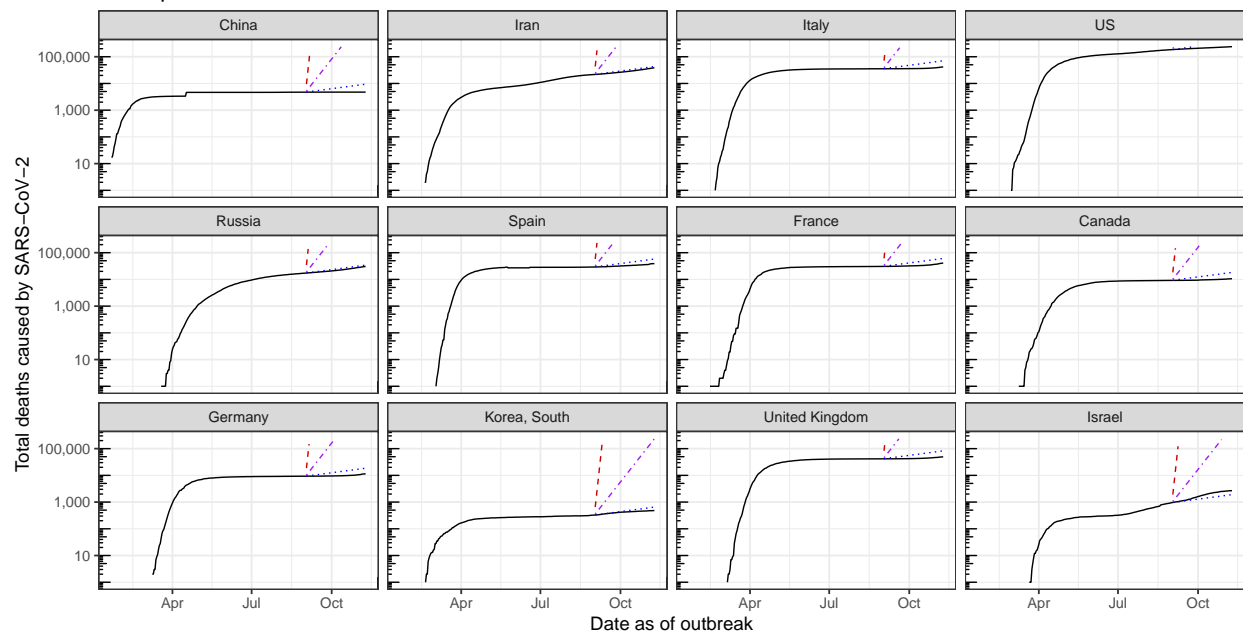 China Iran Italy US
100,000
1,000
10
Russia Spain France Canada
100,000
1,000
10
Germany Korea, South United Kingdom Israel
100,000
1,000
10
Apr Jul Oct Apr Jul Oct Apr Jul Oct Apr Jul Oct
Date as of outbreak
Total deaths caused by SARS−CoV−2